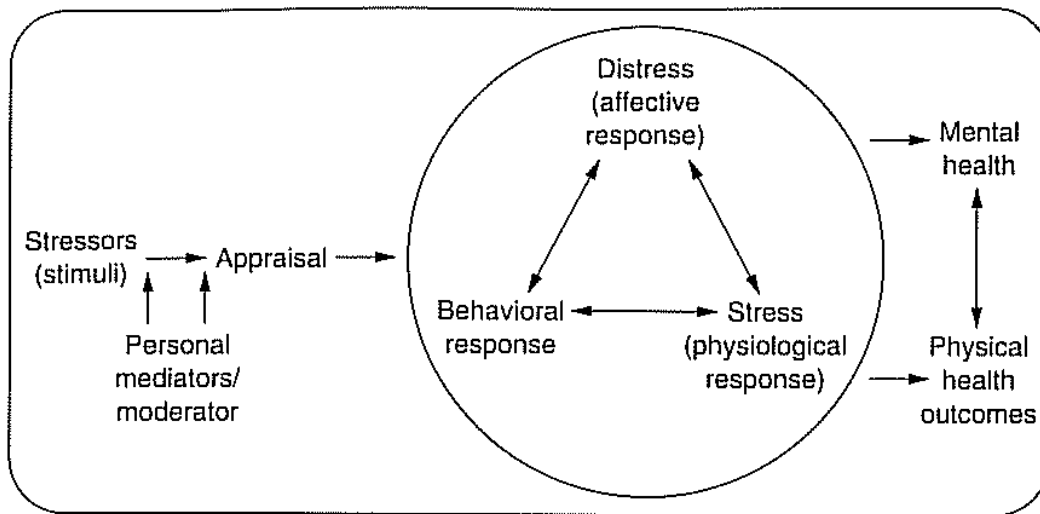 Distress
(affective
response)
Mental
health
Stressors
(stimuli)
Appraisal
Behavioral
response
Stress
(physiological
response)
Personal
mediators/
moderator
Physical
health
outcomes